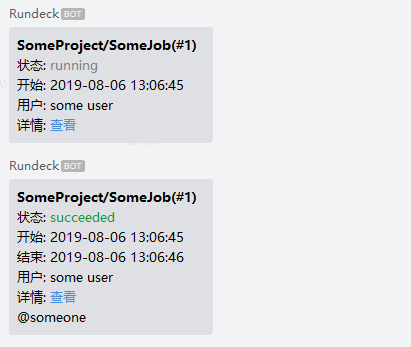 Rundeck BOT
SomeProject/SomeJob(#1)
状态: running
开始: 2019-08-06 13:06:45
用户: some user
详情: 查看
Rundeck BOT
SomeProject/SomeJob(#1)
状态: succeeded
开始: 2019-08-06 13:06:45
结束: 2019-08-06 13:06:46
用户: some user
详情: 查看
@someone